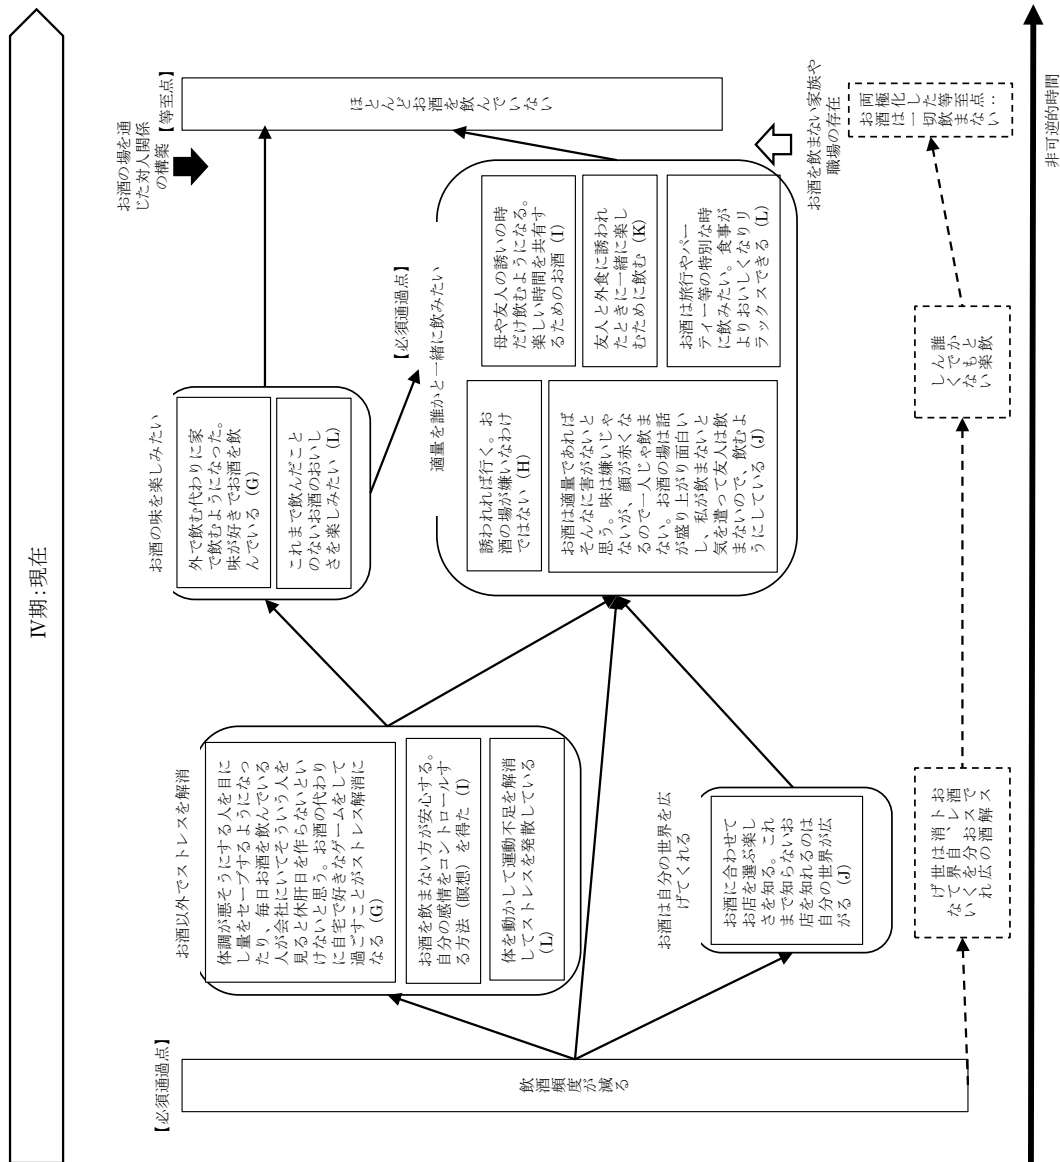 Ⅳ期：現在
【必須通過点】
飲酒頻度が減る
お酒以外でストレスを解消
体調が悪そうにする人を目に
し量をセーブするようになっ
たり、毎日お酒を飲んでいる
人が会社にいてそういう人を
見ると休肝日を作らないとい
けないと思う。お酒の代わり
に自宅で好きなゲームをして
過ごすことがストレス解消に
なる（G）
お酒を飲まない方が安心する。
自分の感情をコントロールす
る方法（瞑想）を得た（I）
体を動かして運動不足を解消
してストレスを発散している
（L）
お酒は自分の世界を広
げてくれる
お酒に合わせて
お店を選ぶ楽し
さを知る。これ
まで知らないお
店を知れるのは
自分の世界が広
がる（J）
お酒でス
トレス解
消、お酒
は自分の
世界を広
げてくれ
ない
お酒の味を楽しみたい
外で飲む代わりに家
で飲むようになった。
味が好きでお酒を飲
んでいる（G）
これまで飲んだこと
のないお酒のおいし
さを楽しみたい（L）
【必須通過点】
適量を誰かと一緒に飲みたい
誘われれば行く。お
酒の場が嫌いなわけ
ではない（H）
お酒は適量であれば
そんなに害がないと
思う。味は嫌いじゃ
ないが、顔が赤くな
るので一人じゃ飲ま
ない。お酒の場は話
が盛り上がり面白い
し、私が飲まないと
気を遣って友人は飲
まないので、飲むよ
うにしている（J）
母や友人の誘いの時
だけ飲むようになる。
楽しい時間を共有す
るためのお酒（I）
友人と外食に誘われ
たときに一緒に楽し
むために飲む（K）
お酒は旅行やパー
ティー等の特別な時
に飲みたい。食事が
よりおいしくなりリ
ラックスできる（L）
誰かと飲
んでも楽
しくない
お酒の場を通
じた対人関係
の構築
【等至点】
ほとんどお酒を飲んでいない
お酒を飲まない家族や
職場の存在
両極化した等至点：
お酒は一切飲まない
非可逆的時間